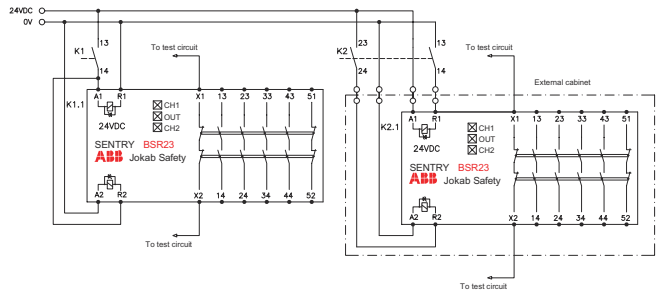 24VDC
0V
K1
13
14
To test circuit
K2
23
13
24
14
To test circuit
External cabinet
K1.1
A1
R1
X1
13
23
33
43
51
24VDC
CH1
OUT
CH2
SENTRY BSR23
ABB Jokab Safety
A2
R2
X2
14
24
34
44
52
To test circuit
K2.1
A1
R1
X1
13
23
33
43
51
24VDC
CH1
OUT
CH2
SENTRY BSR23
ABB Jokab Safety
A2
R2
X2
14
24
34
44
52
To test circuit